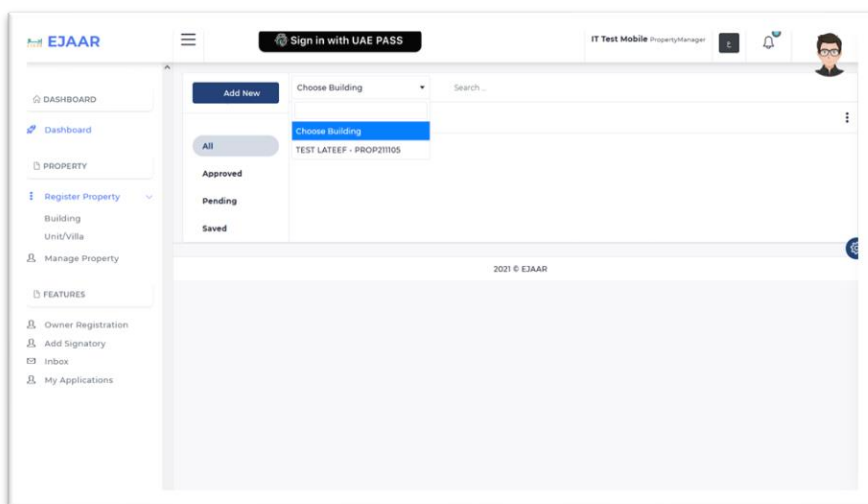 EJAAR
Sign in with UAE PASS
IT Test Mobile PropertyManager
ع
DASHBOARD
Dashboard
PROPERTY
Register Property
Building
Unit/Villa
Manage Property
FEATURES
Owner Registration
Add Signatory
Inbox
My Applications
Add New
All
Approved
Pending
Saved
Choose Building
Search ..
Choose Building
TEST LATEEF - PROP211105
2021 © EJAAR